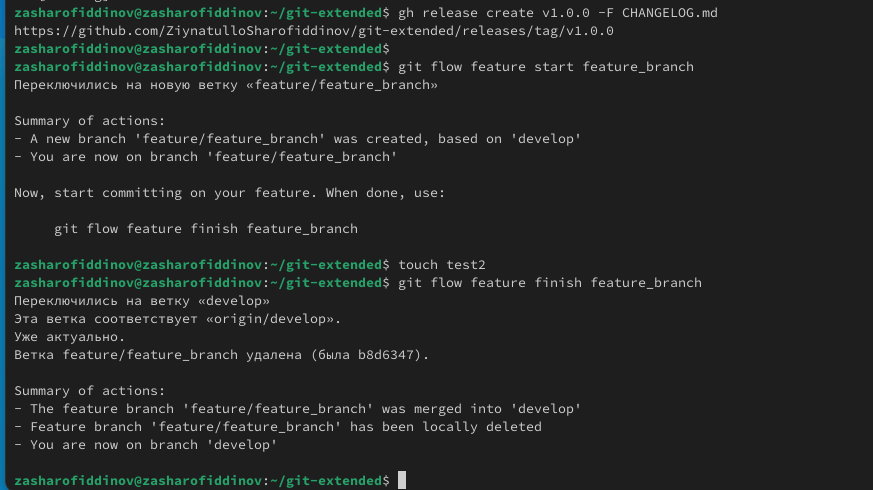 zasharofiddinov@zasharofiddinov:~/git-extended$ gh release create v1.0.0 -F CHANGELOG.md
https://github.com/ZiynatulloSharofiddinov/git-extended/releases/tag/v1.0.0
zasharofiddinov@zasharofiddinov:~/git-extended$
zasharofiddinov@zasharofiddinov:~/git-extended$ git flow feature start feature_branch
Переключились на новую ветку «feature/feature_branch»
Summary of actions:
- A new branch 'feature/feature_branch' was created, based on 'develop'
- You are now on branch 'feature/feature_branch'
Now, start committing on your feature. When done, use:
git flow feature finish feature_branch
zasharofiddinov@zasharofiddinov:~/git-extended$ touch test2
zasharofiddinov@zasharofiddinov:~/git-extended$ git flow feature finish feature_branch
Переключились на ветку «develop»
Эта ветка соответствует «origin/develop».
Уже актуально.
Ветка feature/feature_branch удалена (была b8d6347).
Summary of actions:
- The feature branch 'feature/feature_branch' was merged into 'develop'
- Feature branch 'feature/feature_branch' has been locally deleted
- You are now on branch 'develop'
zasharofiddinov@zasharofiddinov:~/git-extended$